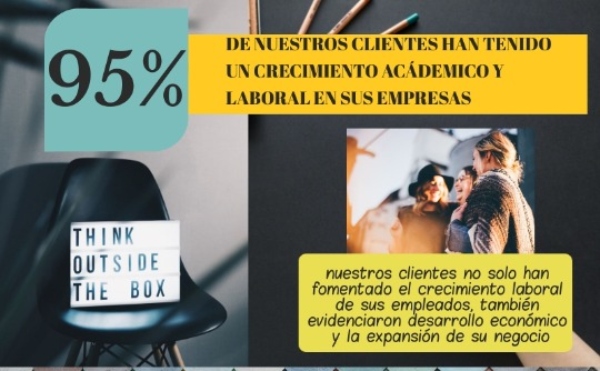 95%
DE NUESTROS CLIENTES HAN TENIDO
UN CRECIMIENTO ACÁDEMICO Y
LABORAL EN SUS EMPRESAS
THINK
OUTSIDE
THE BOX
nuestros clientes no solo han
fomentado el crecimiento laboral
de sus empleados, también
evidenciaron desarrollo económico
y la expansión de su negocio